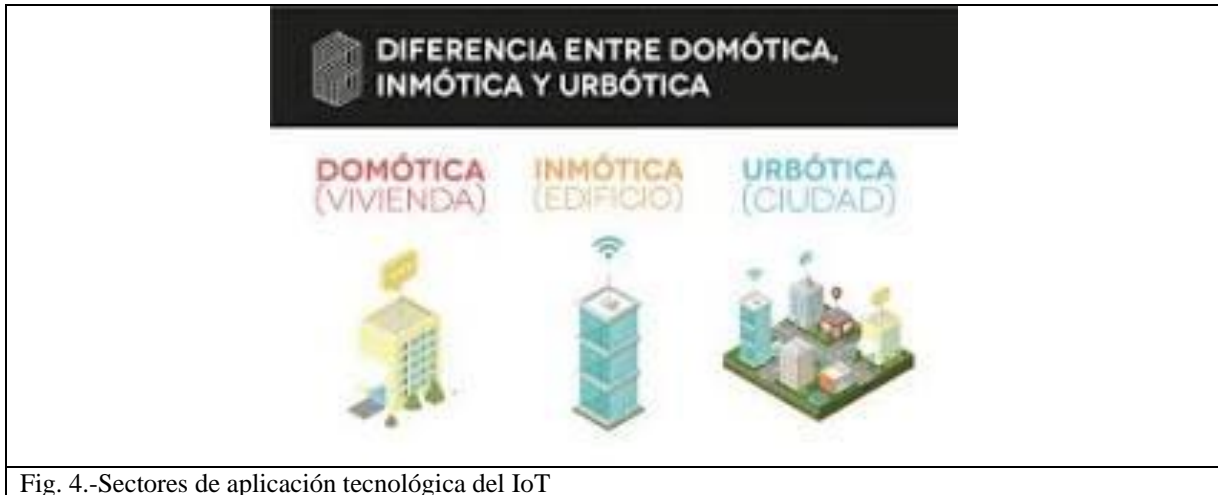 DIFERENCIA ENTRE DOMÓTICA,
INMÓTICA Y URBÓTICA
DOMÓTICA
(VIVIENDA)
INMÓTICA
(EDIFICIO)
URBÓTICA
(CIUDAD)
Fig. 4.-Sectores de aplicación tecnológica del IoT